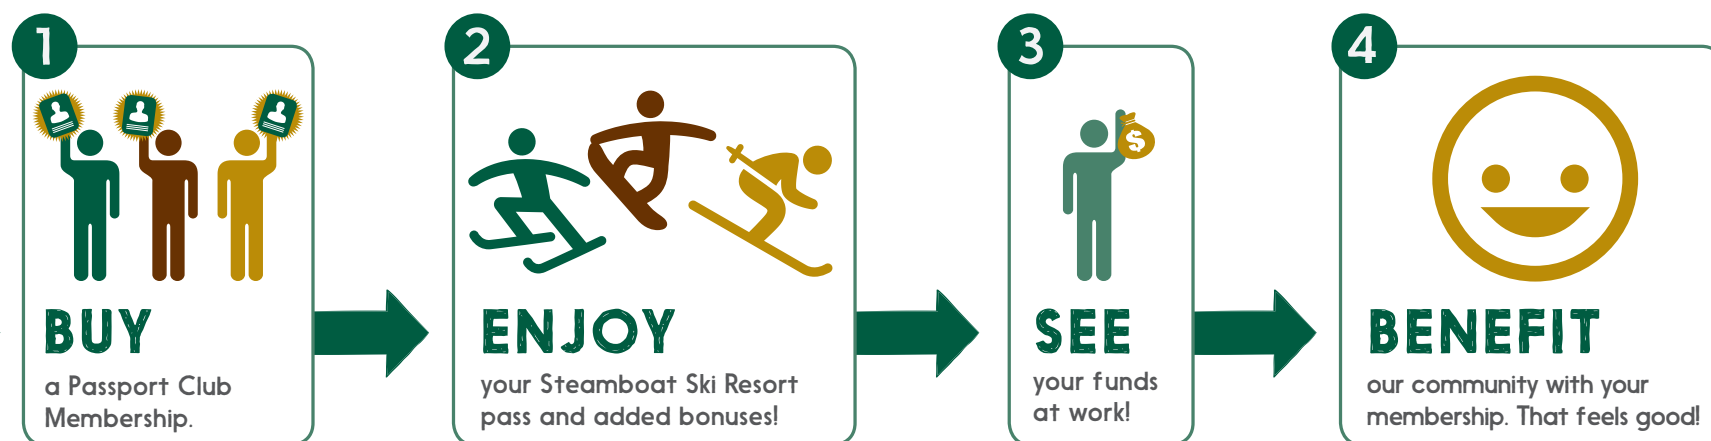 1
BUY
a Passport Club
Membership.
2
ENJOY
your Steamboat Ski Resort
pass and added bonuses!
3
$
SEE
your funds
at work!
4
BENEFIT
our community with your
membership. That feels good!